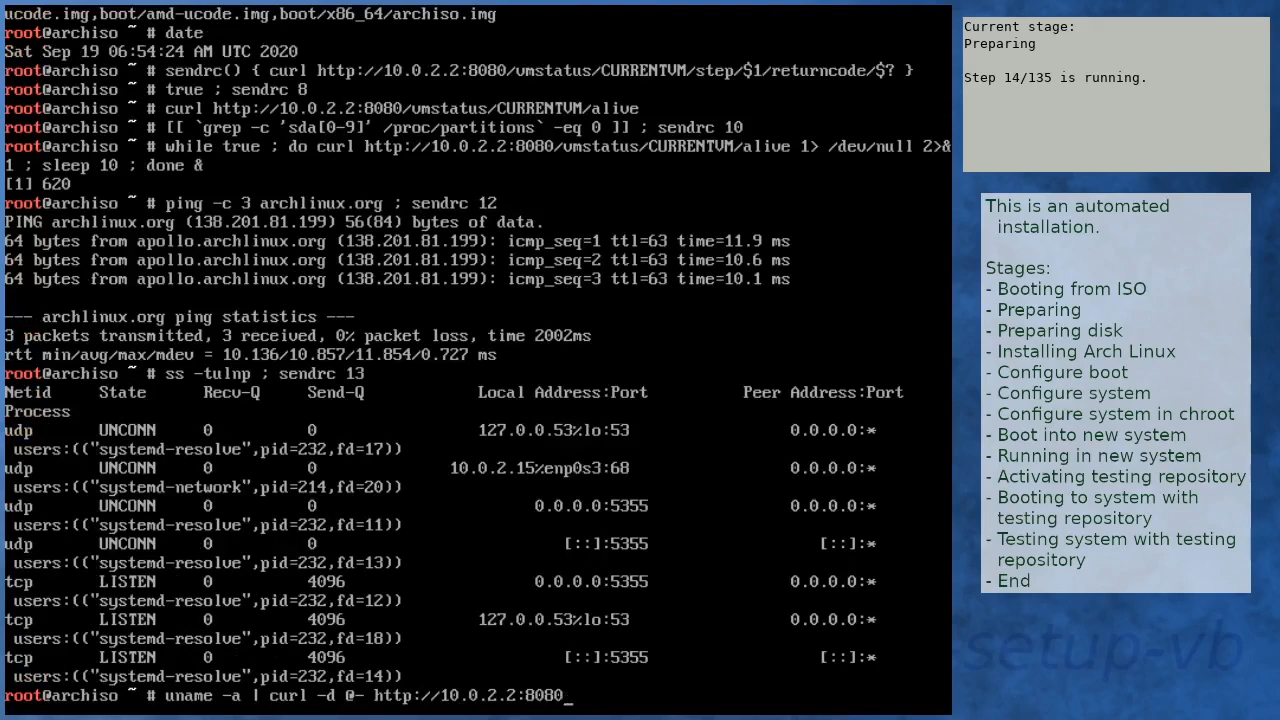 ucode.img,boot/amd-ucode.img,boot/x86_64/archiso.img
root@archiso ~ # date
Sat Sep 19 06:54:24 AM UTC 2020
root@archiso ~ # sendrc() { curl http://10.0.2.2:8080/vmstatus/CURRENTVM/step/$1/returncode/$? }
root@archiso ~ # true ; sendrc 8
root@archiso ~ # curl http://10.0.2.2:8080/vmstatus/CURRENTVM/alive
root@archiso ~ # [[ `grep -c 'sda[0-9]' /proc/partitions` -eq 0 ]] ; sendrc 10
root@archiso ~ # while true ; do curl http://10.0.2.2:8080/vmstatus/CURRENTVM/alive 1> /dev/null 2>&
1 ; sleep 10 ; done &
[1] 620
root@archiso ~ # ping -c 3 archlinux.org ; sendrc 12
PING archlinux.org (138.201.81.199) 56(84) bytes of data.
64 bytes from apollo.archlinux.org (138.201.81.199): icmp_seq=1 ttl=63 time=11.9 ms
64 bytes from apollo.archlinux.org (138.201.81.199): icmp_seq=2 ttl=63 time=10.6 ms
64 bytes from apollo.archlinux.org (138.201.81.199): icmp_seq=3 ttl=63 time=10.1 ms
--- archlinux.org ping statistics ---
3 packets transmitted, 3 received, 0% packet loss, time 2002ms
rtt min/avg/max/mdev = 10.136/10.857/11.854/0.727 ms
root@archiso ~ # ss -tulnp ; sendrc 13
Netid State Recv-Q Send-Q Local Address:Port Peer Address:Port
Process
udp UNCONN 0 0 127.0.0.53%lo:53 0.0.0.0:*
users:(("systemd-resolve",pid=232,fd=17))
udp UNCONN 0 0 10.0.2.15%enp0s3:68 0.0.0.0:*
users:(("systemd-network",pid=214,fd=20))
udp UNCONN 0 0 0.0.0.0:5355 0.0.0.0:*
users:(("systemd-resolve",pid=232,fd=11))
udp UNCONN 0 0 [::]:5355 [::]:*
users:(("systemd-resolve",pid=232,fd=13))
tcp LISTEN 0 4096 0.0.0.0:5355 0.0.0.0:*
users:(("systemd-resolve",pid=232,fd=12))
tcp LISTEN 0 4096 127.0.0.53%lo:53 0.0.0.0:*
users:(("systemd-resolve",pid=232,fd=18))
tcp LISTEN 0 4096 [::]:5355 [::]:*
users:(("systemd-resolve",pid=232,fd=14))
root@archiso ~ # uname -a | curl -d @- http://10.0.2.2:8080_
Current stage:
Preparing
Step 14/135 is running.
This is an automated
installation.
Stages:
- Booting from ISO
- Preparing
- Preparing disk
- Installing Arch Linux
- Configure boot
- Configure system
- Configure system in chroot
- Boot into new system
- Running in new system
- Activating testing repository
- Booting to system with
testing repository
- Testing system with testing
repository
- End
setup-vb